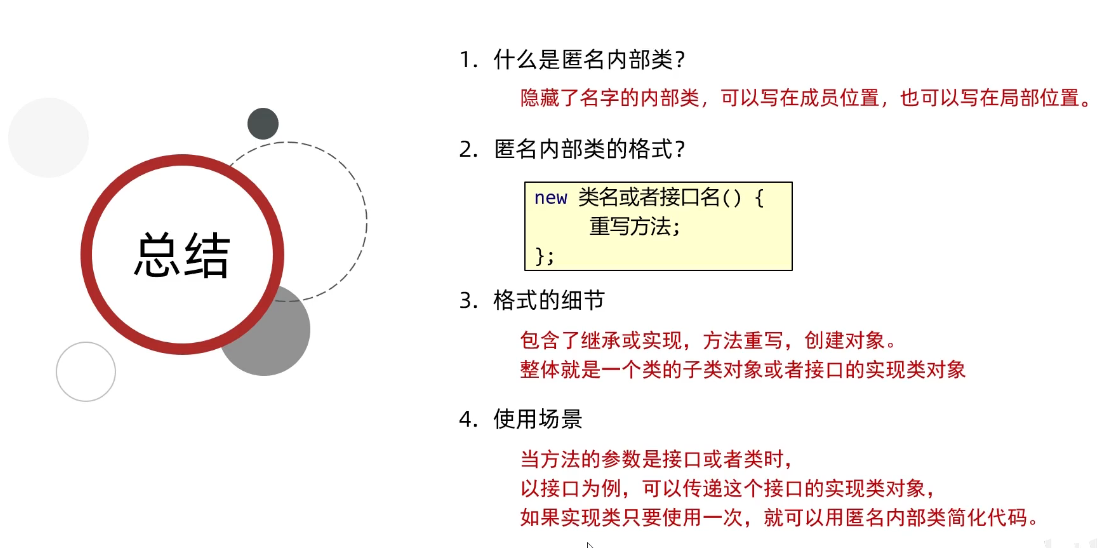 总结
1. 什么是匿名内部类？
隐藏了名字的内部类，可以写在成员位置，也可以写在局部位置。
2. 匿名内部类的格式？
new 类名或者接口名() {
重写方法;
};
3. 格式的细节
包含了继承或实现，方法重写，创建对象。
整体就是一个类的子类对象或者接口的实现类对象
4. 使用场景
当方法的参数是接口或者类时，
以接口为例，可以传递这个接口的实现类对象，
如果实现类只要使用一次，就可以用匿名内部类简化代码。